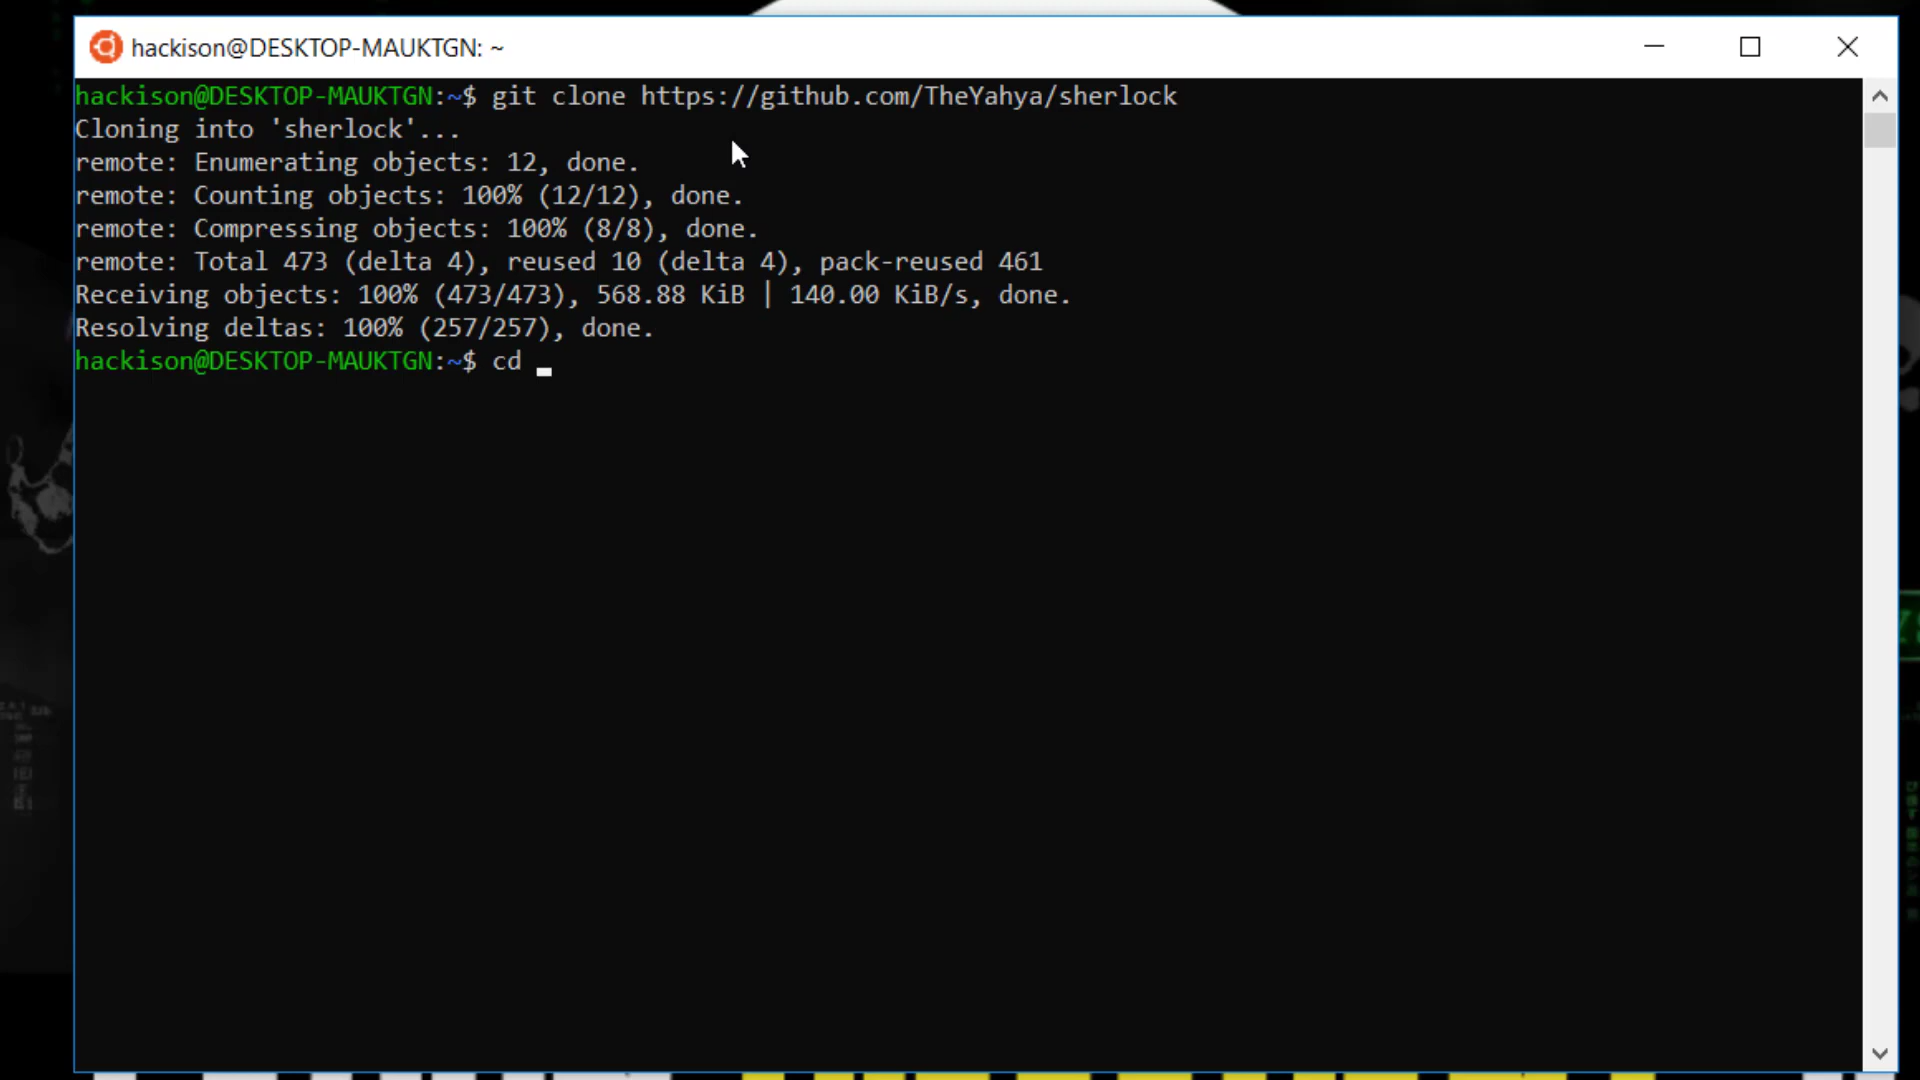 hackison@DESKTOP-MAUKTGN: ~
hackison@DESKTOP-MAUKTGN:~$ git clone https://github.com/TheYahya/sherlock
Cloning into 'sherlock'...
remote: Enumerating objects: 12, done.
remote: Counting objects: 100% (12/12), done.
remote: Compressing objects: 100% (8/8), done.
remote: Total 473 (delta 4), reused 10 (delta 4), pack-reused 461
Receiving objects: 100% (473/473), 568.88 KiB | 140.00 KiB/s, done.
Resolving deltas: 100% (257/257), done.
hackison@DESKTOP-MAUKTGN:~$ cd